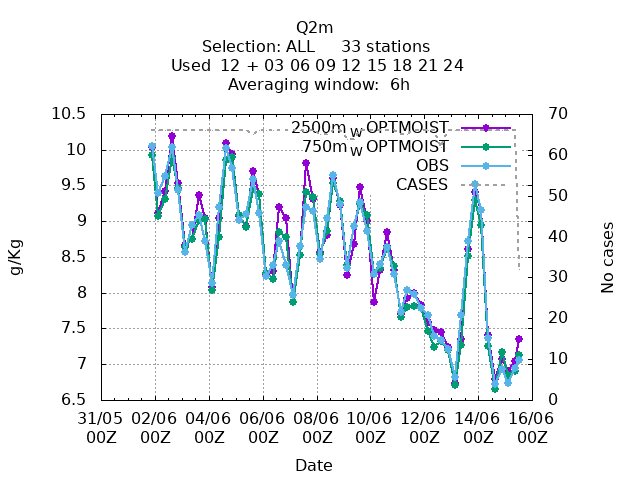 Q2m
Selection: ALL     33 stations
Used  12 + 03 06 09 12 15 18 21 24
Averaging window:  6h
10.5
10
9.5
9
8.5
8
7.5
7
6.5
g/Kg
70
60
50
40
30
20
10
0
No cases
2500m_W OPTMOIST
750m_W OPTMOIST
OBS
CASES
31/05 02/06 04/06 06/06 08/06 10/06 12/06 14/06 16/06
00Z 00Z 00Z 00Z 00Z 00Z 00Z 00Z 00Z
Date